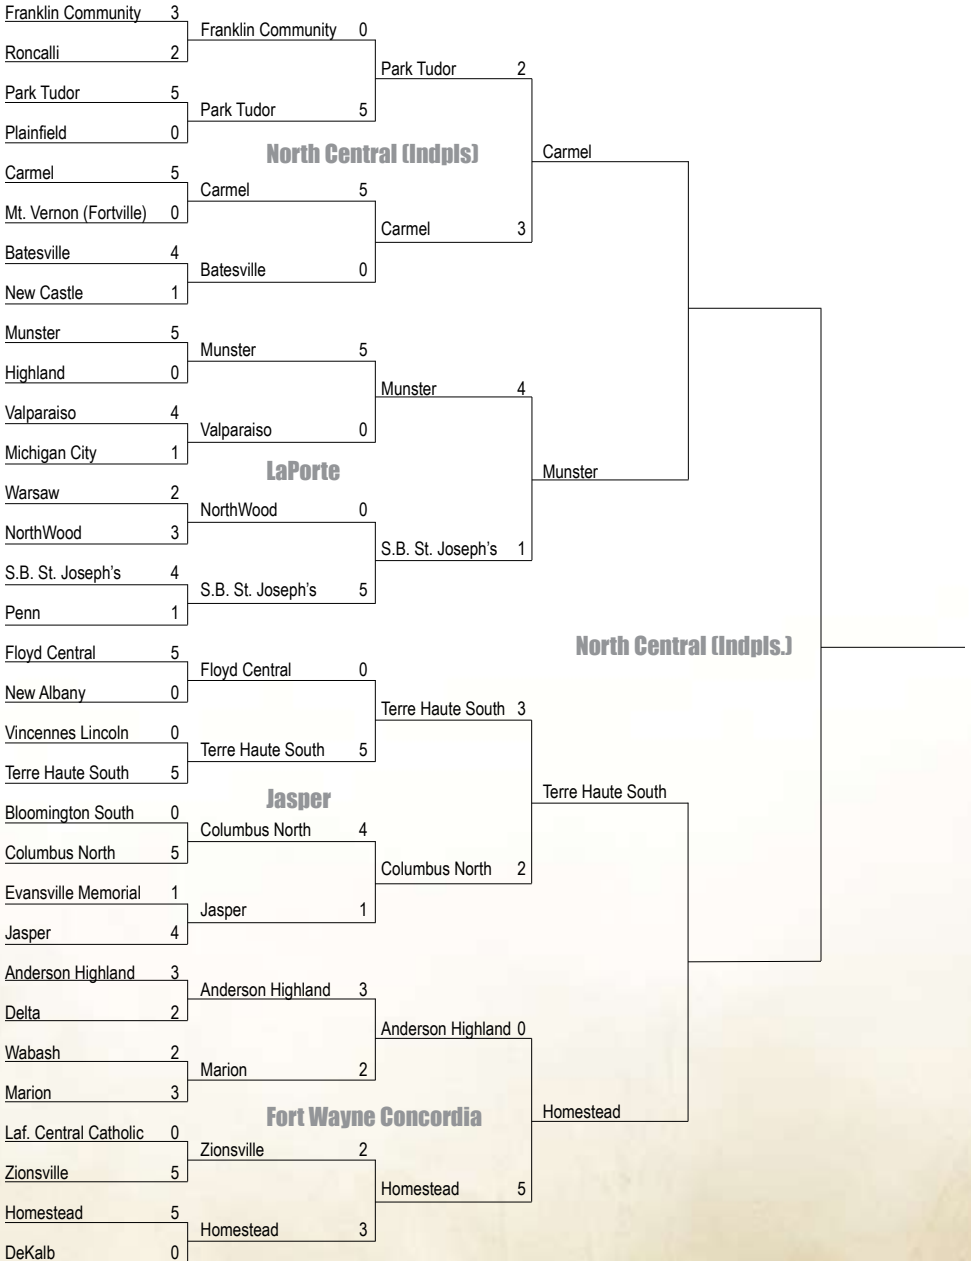 Franklin Community 3
Roncalli 2
Park Tudor 5
Plainfield 0
Carmel 5
Mt. Vernon (Fortville) 0
Batesville 4
New Castle 1
Munster 5
Highland 0
Valparaiso 4
Michigan City 1
Warsaw 2
NorthWood 3
S.B. St. Joseph’s 4
Penn 1
Floyd Central 5
New Albany 0
Vincennes Lincoln 0
Terre Haute South 5
Bloomington South 0
Columbus North 5
Evansville Memorial 1
Jasper 4
Anderson Highland 3
Delta 2
Wabash 2
Marion 3
Laf. Central Catholic 0
Zionsville 5
Homestead 5
DeKalb 0
Franklin Community 0
Park Tudor 5
North Central (Indpls)
Carmel 5
Batesville 0
Munster 5
Valparaiso 0
LaPorte
NorthWood 0
S.B. St. Joseph’s 5
Floyd Central 0
Terre Haute South 5
Jasper
Columbus North 4
Jasper 1
Anderson Highland 3
Marion 2
Fort Wayne Concordia
Zionsville 2
Homestead 3
Park Tudor 2
Carmel 3
Munster 4
S.B. St. Joseph’s 1
Terre Haute South 3
Columbus North 2
Anderson Highland 0
Homestead 5
Carmel
Munster
North Central (Indpls.)
Terre Haute South
Homestead